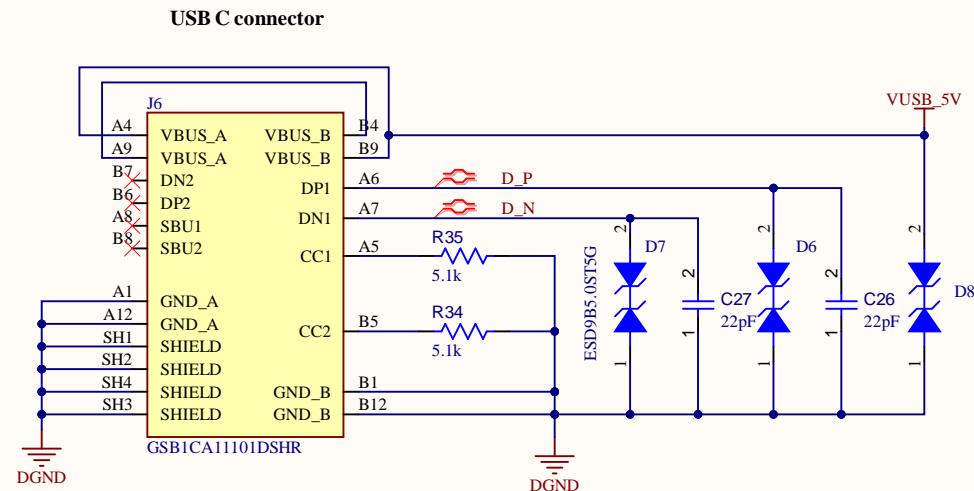 USB C connector
VUSB_5V
J6
A4 VBUS_A VBUS_B B4
A9 VBUS_A VBUS_B B9
B7 DN2 DP1 A6 D_P
B6 DP2
A8 SBU1 DN1 A7 D_N
B8 SBU2
CC1 A5 R35 5.1k
A1 GND_A
A12 GND_A CC2 B5 R34 5.1k
SH1 SHIELD
SH2 SHIELD
SH4 SHIELD GND_B B1
SH3 SHIELD GND_B B12
GSB1CA11101DSHR
DGND
DGND
2 D7 1
ESD9B5.0ST5G
2 C27 22pF 1
2 D6 1
2 C26 22pF 1
2 D8 1